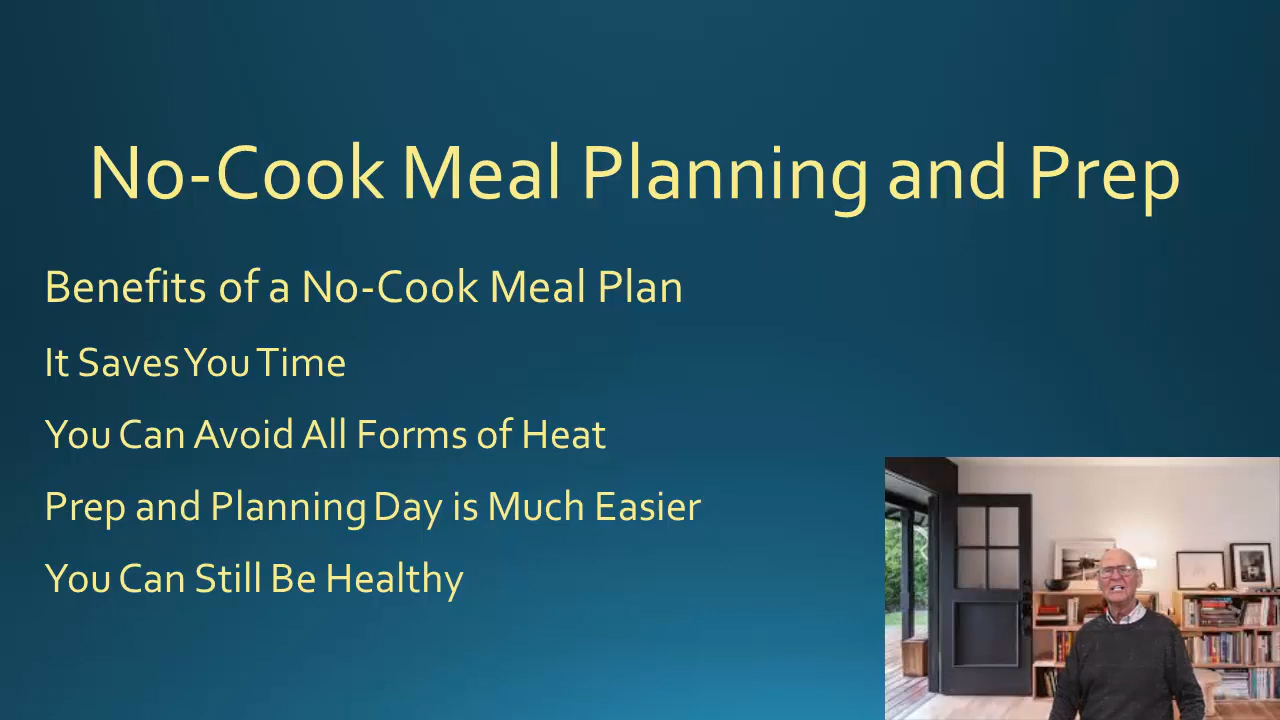 No-Cook Meal Planning and Prep
Benefits of a No-Cook Meal Plan
It Saves You Time
You Can Avoid All Forms of Heat
Prep and Planning Day is Much Easier
You Can Still Be Healthy